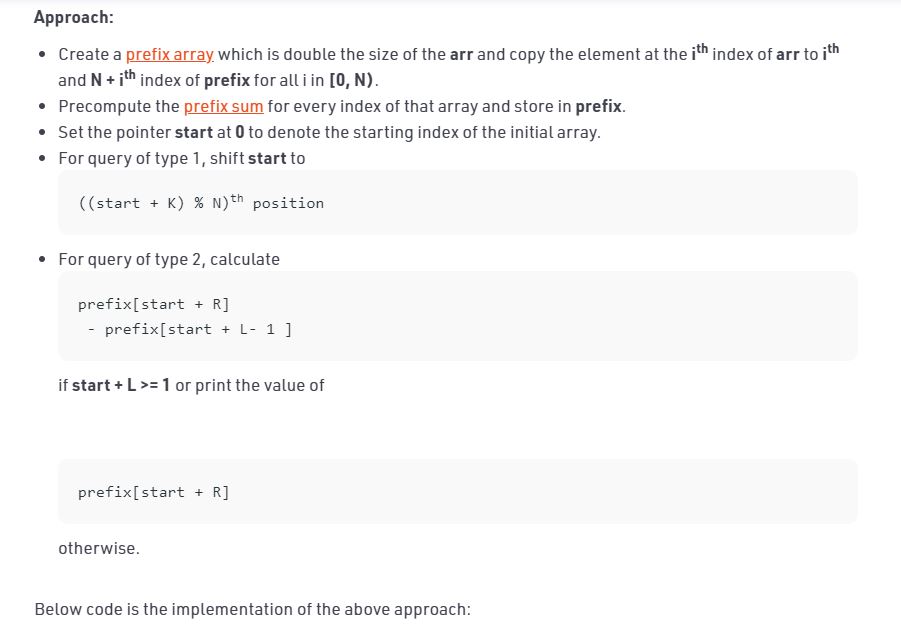 Approach:
• Create a prefix array which is double the size of the arr and copy the element at the ith index of arr to ith
and N + ith index of prefix for all i in [0, N).
• Precompute the prefix sum for every index of that array and store in prefix.
• Set the pointer start at 0 to denote the starting index of the initial array.
• For query of type 1, shift start to
((start + K) % N)th position
• For query of type 2, calculate
prefix[start + R]
- prefix[start + L- 1 ]
if start + L >= 1 or print the value of
prefix[start + R]
otherwise.
Below code is the implementation of the above approach: